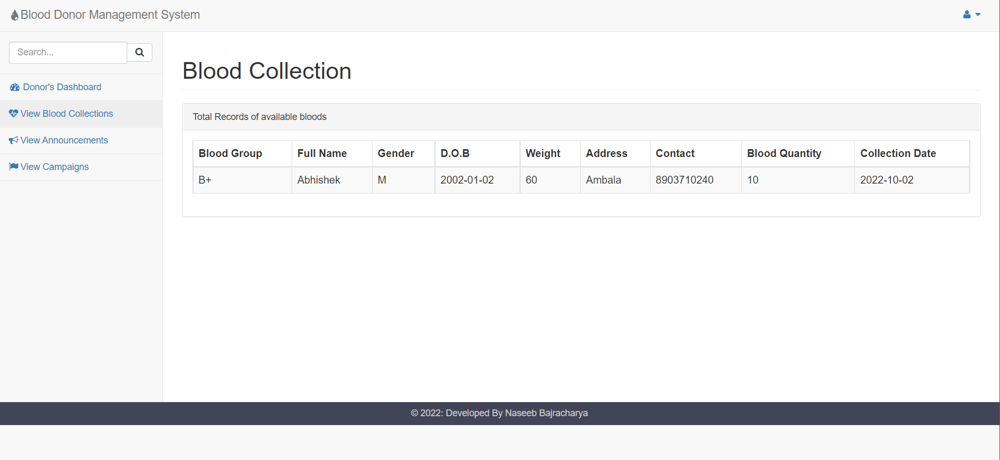 Blood Donor Management System
Search...
Donor's Dashboard
View Blood Collections
View Announcements
View Campaigns
Blood Collection
Total Records of available bloods
Blood Group Full Name Gender D.O.B Weight Address Contact Blood Quantity Collection Date
B+ Abhishek M 2002-01-02 60 Ambala 8903710240 10 2022-10-02
© 2022: Developed By Naseeb Bajracharya